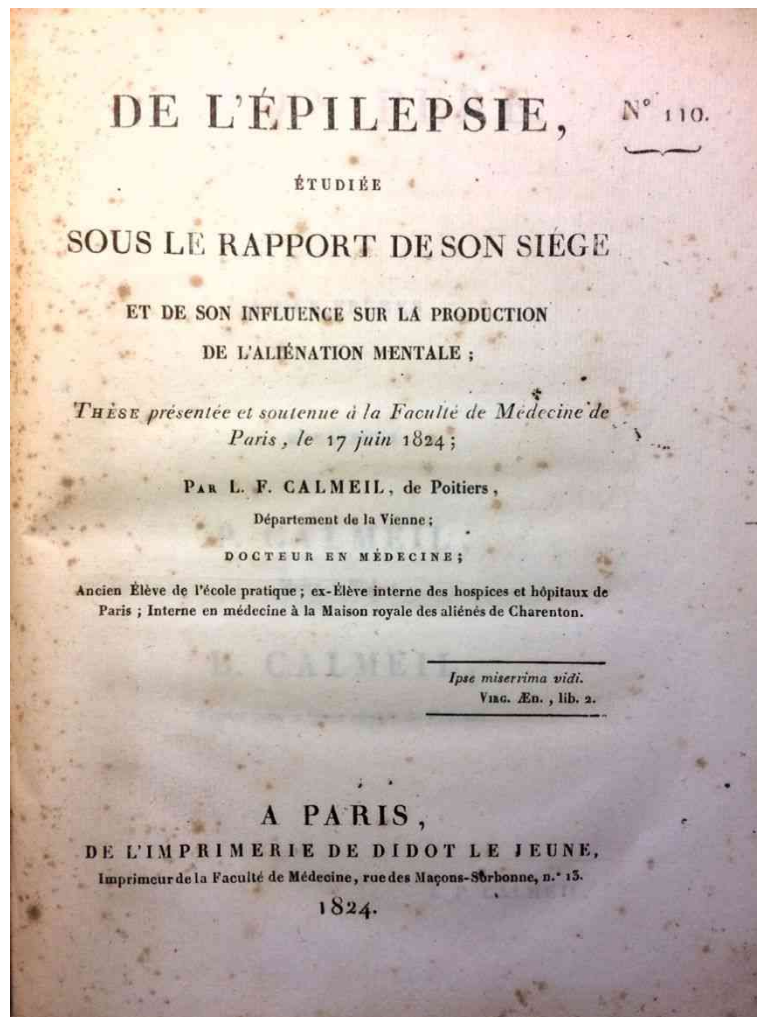 DE L'ÉPILEPSIE,
N° 110.
ÉTUDIÉE
SOUS LE RAPPORT DE SON SIÉGE
ET DE SON INFLUENCE SUR LA PRODUCTION
DE L'ALIÉNATION MENTALE ;
THÈSE présentée et soutenue à la Faculté de Médecine de
Paris, le 17 juin 1824 ;
PAR L. F. CALMEIL, de Poitiers,
Département de la Vienne ;
DOCTEUR EN MÉDECINE ;
Ancien Élève de l'école pratique ; ex-Élève interne des hospices et hôpitaux de
Paris ; Interne en médecine à la Maison royale des aliénés de Charenton.
Ipse miserrima vidi.
VIRG. Æn., lib. 2.
A PARIS,
DE L'IMPRIMERIE DE DIDOT LE JEUNE,
Imprimeur de la Faculté de Médecine, rue des Maçons-Sorbonne, n.° 13.
1824.